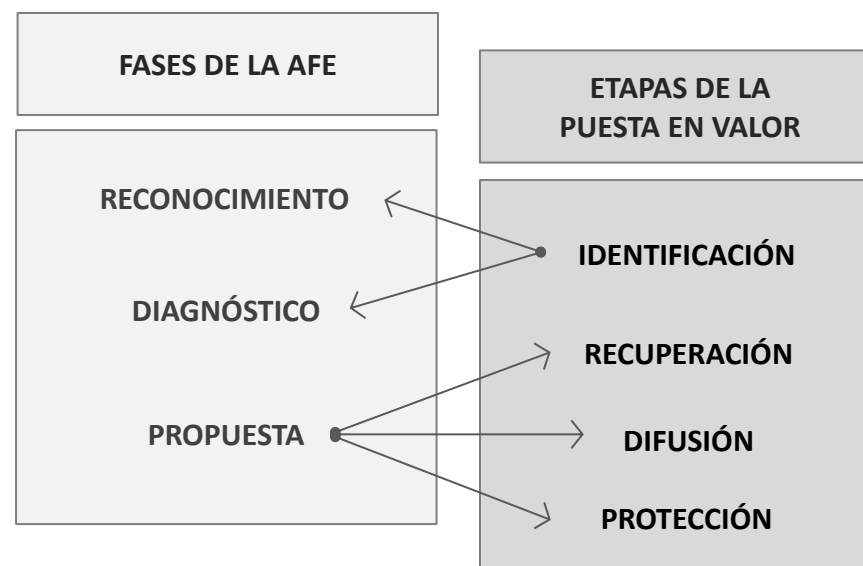 FASES DE LA AFE
ETAPAS DE LA
PUESTA EN VALOR
RECONOCIMIENTO
DIAGNÓSTICO
PROPUESTA
IDENTIFICACIÓN
RECUPERACIÓN
DIFUSIÓN
PROTECCIÓN